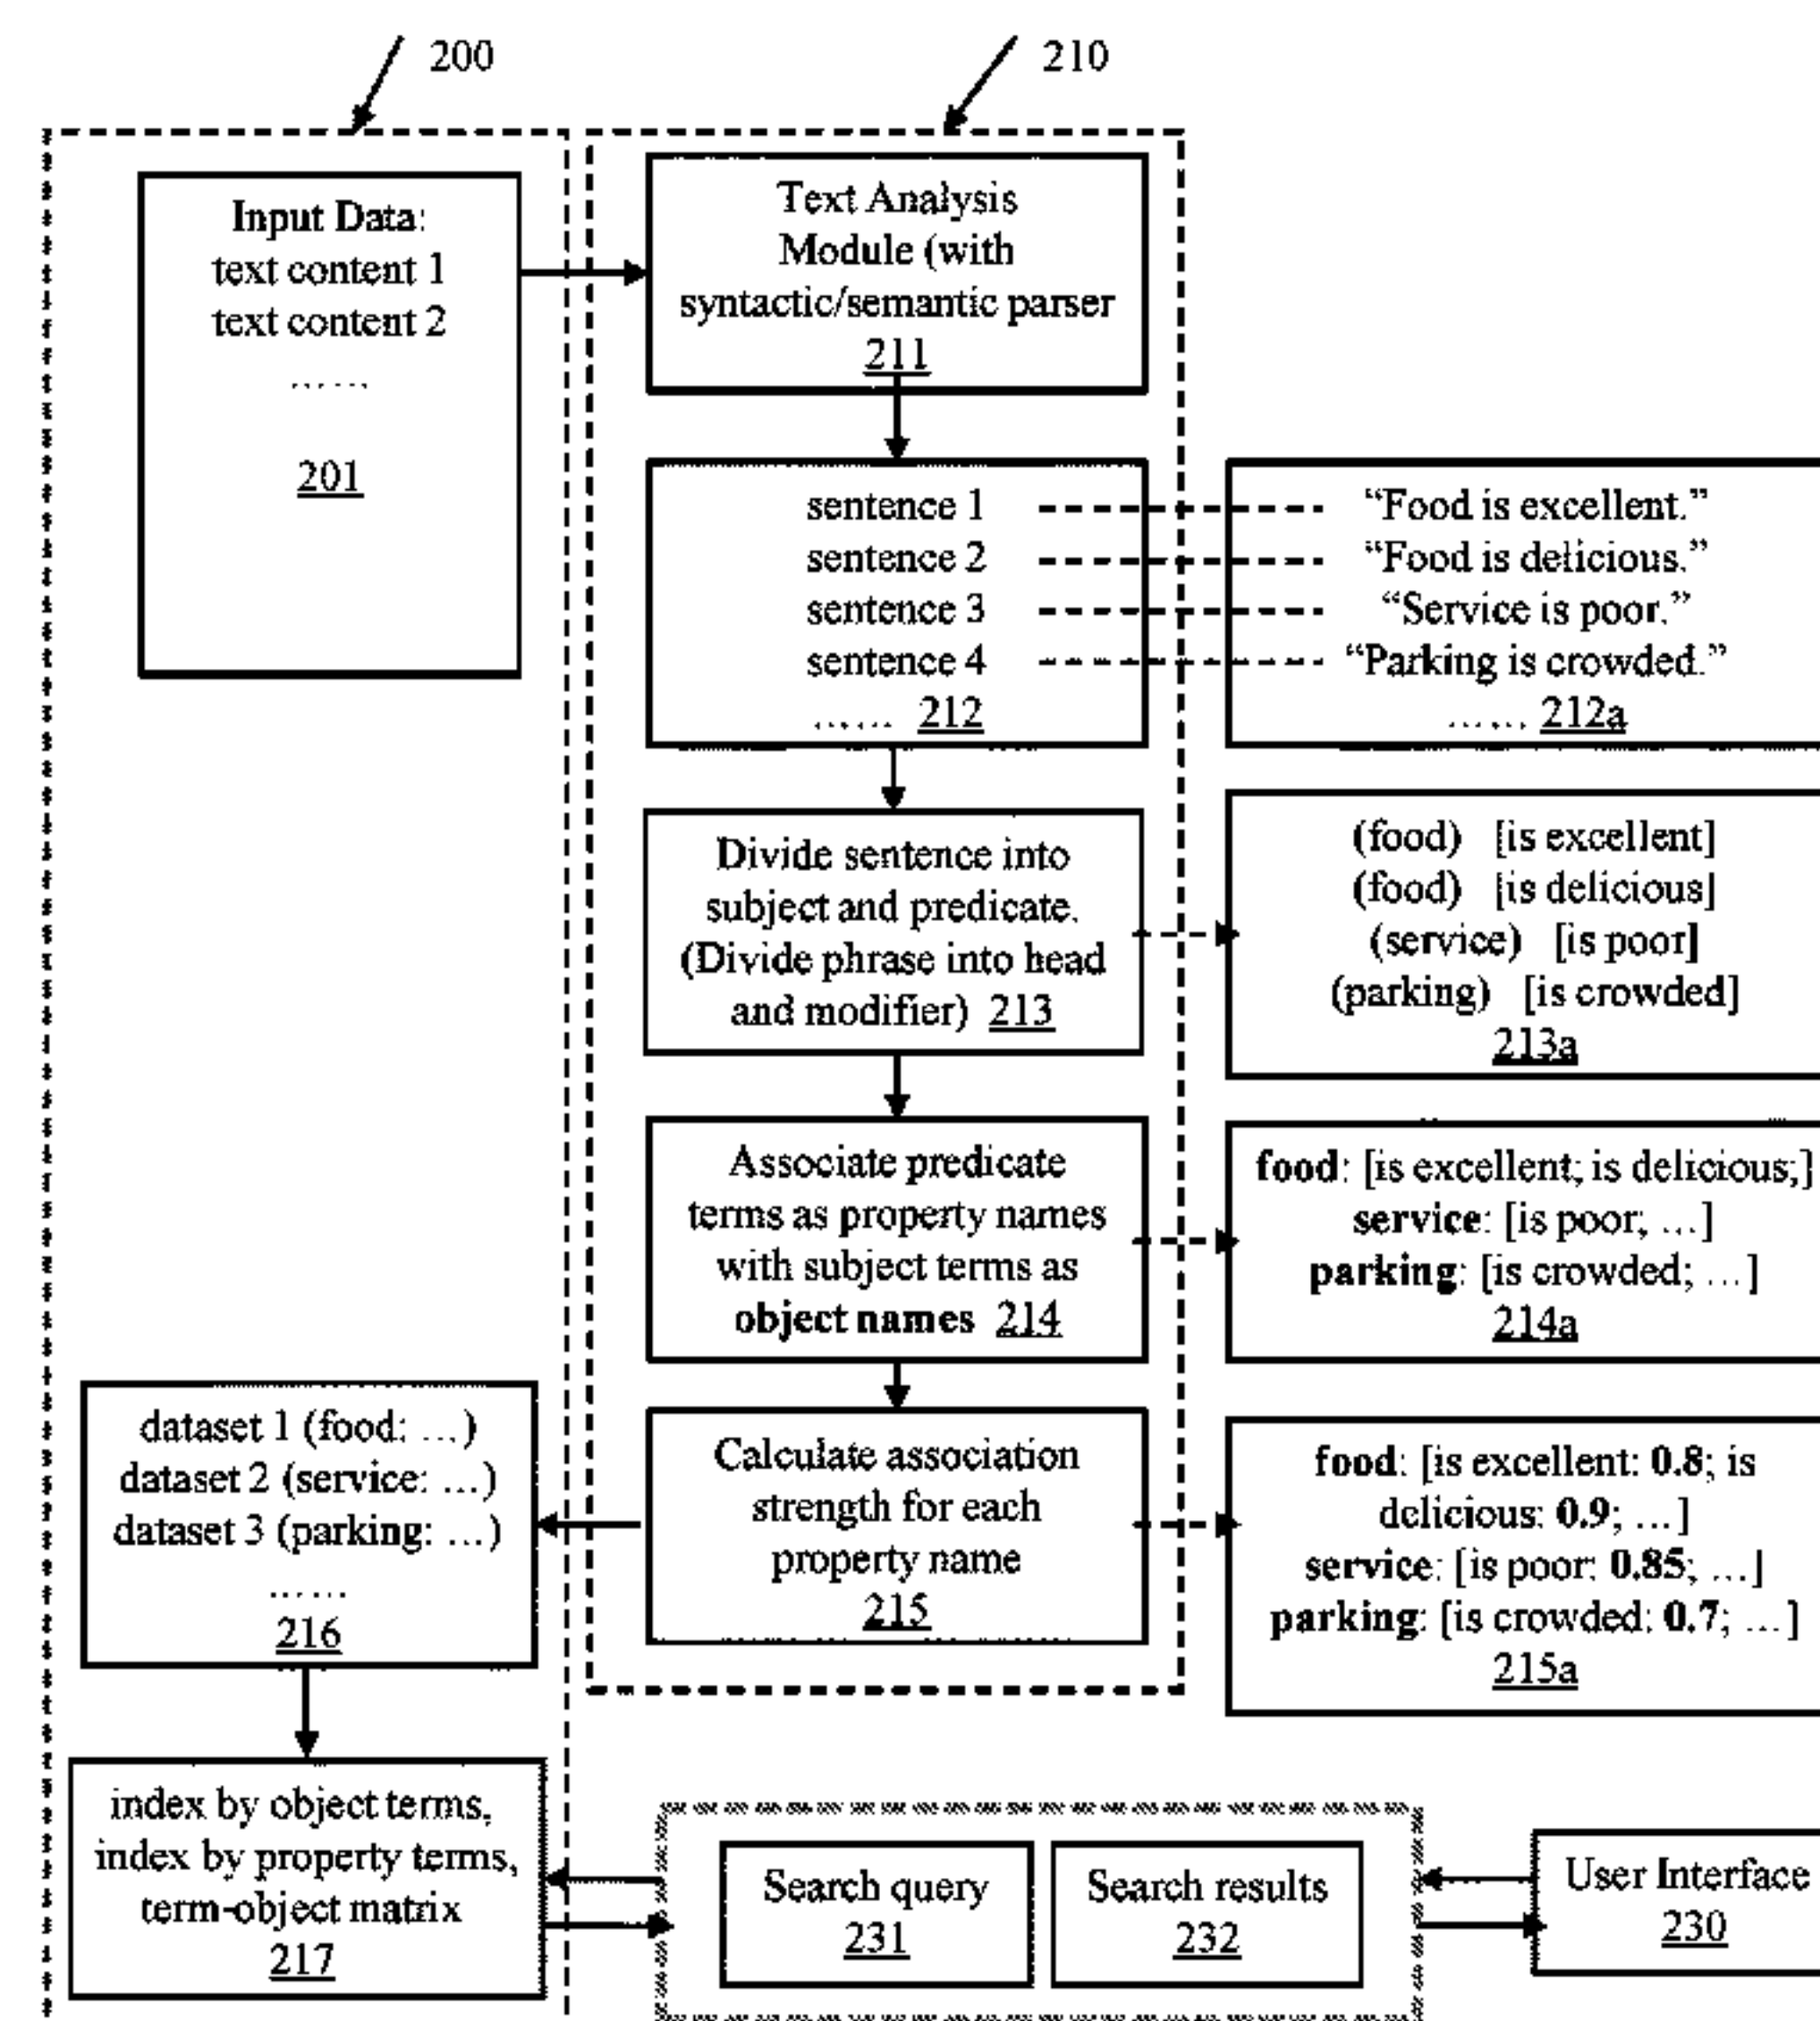 200
210
Input Data:
text content 1
text content 2
......
201
Text Analysis
Module (with
syntactic/semantic parser
211
sentence 1
sentence 2
sentence 3
sentence 4
...... 212
“Food is excellent.”
“Food is delicious.”
“Service is poor.”
“Parking is crowded.”
...... 212a
Divide sentence into
subject and predicate.
(Divide phrase into head
and modifier) 213
(food) [is excellent]
(food) [is delicious]
(service) [is poor]
(parking) [is crowded]
213a
Associate predicate
terms as property names
with subject terms as
object names 214
food: [is excellent; is delicious;]
service: [is poor; ...]
parking: [is crowded; ...]
214a
Calculate association
strength for each
property name
215
food: [is excellent: 0.8; is
delicious: 0.9; ...]
service: [is poor: 0.85; ...]
parking: [is crowded: 0.7; ...]
215a
dataset 1 (food: ...)
dataset 2 (service: ...)
dataset 3 (parking: ...)
......
216
index by object terms,
index by property terms,
term-object matrix
217
Search query
231
Search results
232
User Interface
230